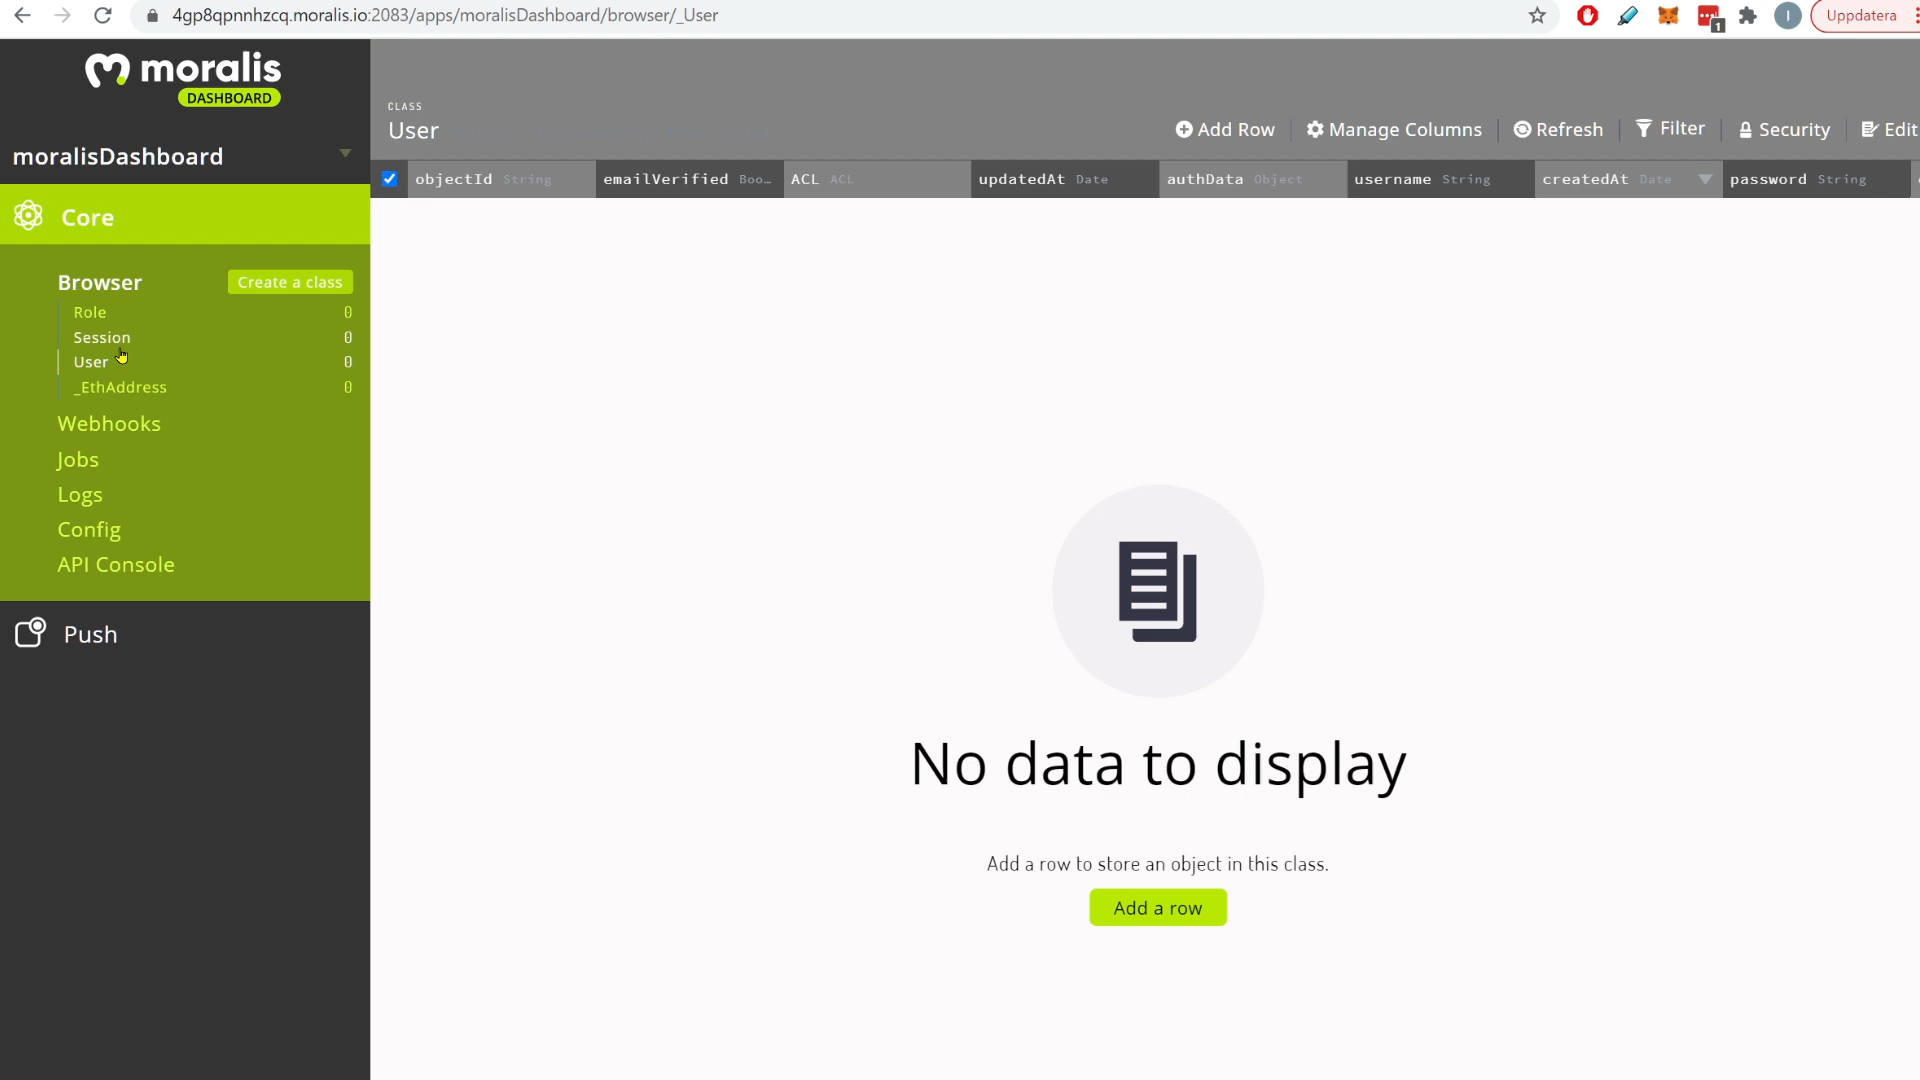 4gp8qpnnhzcq.moralis.io:2083/apps/moralisDashboard/browser/_User
1
I
Uppdatera
moralis
DASHBOARD
moralisDashboard
Core
Browser
Create a class
Role 0
Session 0
User 0
_EthAddress 0
Webhooks
Jobs
Logs
Config
API Console
Push
CLASS
User
Add Row
Manage Columns
Refresh
Filter
Security
Edit
objectId String
emailVerified Boo…
ACL ACL
updatedAt Date
authData Object
username String
createdAt Date
password String
No data to display
Add a row to store an object in this class.
Add a row